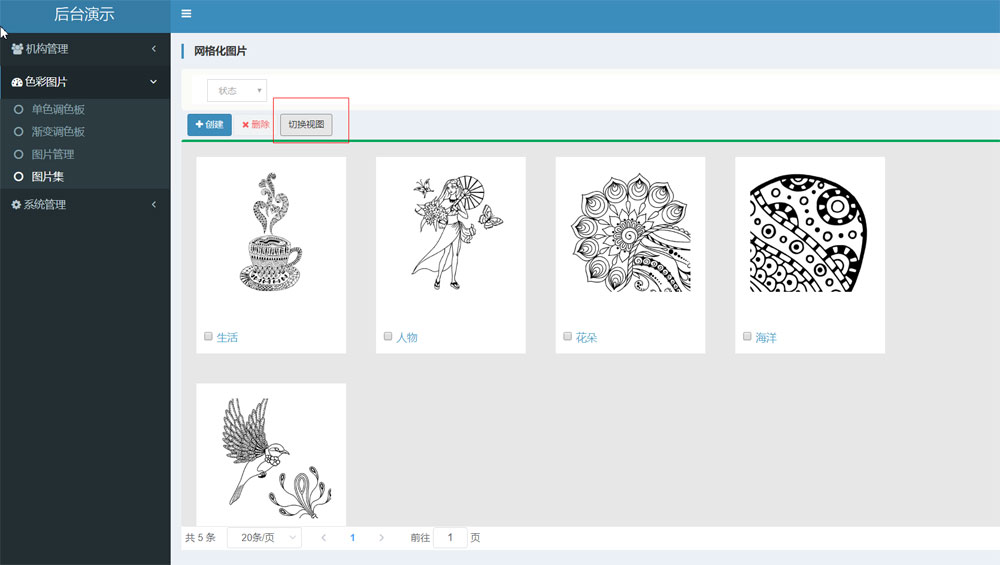 后台演示
机构管理
色彩图片
单色调色板
渐变调色板
图片管理
图片集
系统管理
网格化图片
状态
创建 删除 切换视图
生活 人物 花朵 海洋
共 5 条 20条/页 1 前往 1 页